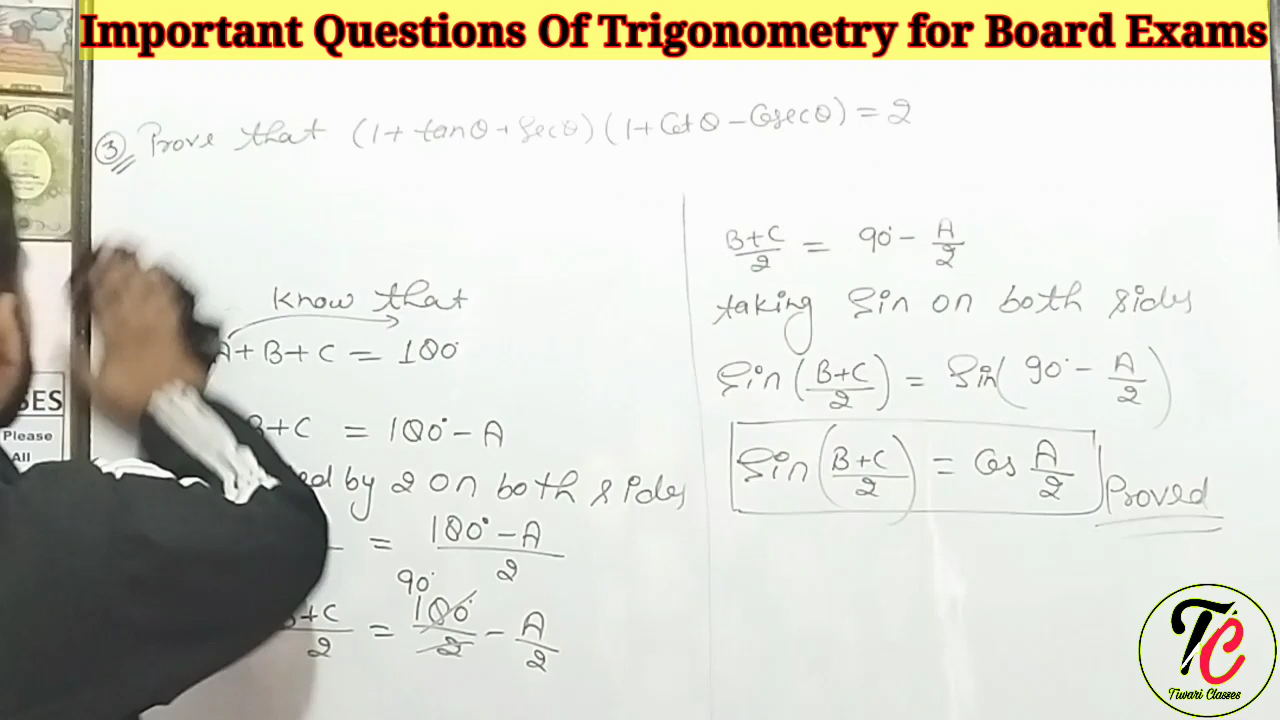 Important Questions Of Trigonometry for Board Exams
③ Prove that (1+ tanθ + Secθ)(1+ Cotθ - Cosecθ) = 2
know that
A+B+C = 180°
B+C = 180° - A
by 2 on both sides
= 180° - A / 2
90°
B+C/2 = 180°/2 - A/2
B+C/2 = 90° - A/2
taking Sin on both sides
Sin(B+C/2) = Sin(90° - A/2)
Sin(B+C/2) = Cos A/2 Proved
SES
Please
All
TC
Tiwari Classes